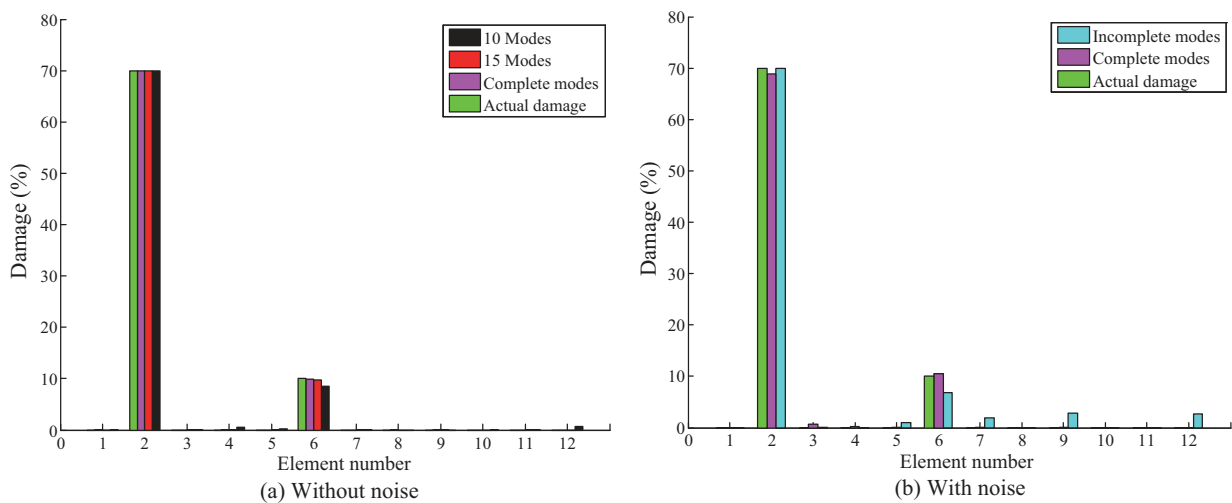 80
70
60
50
40
30
20
10
0
Damage (%)
10 Modes
15 Modes
Complete modes
Actual damage
0 1 2 3 4 5 6 7 8 9 10 11 12
Element number
(a) Without noise
80
70
60
50
40
30
20
10
0
Damage (%)
Incomplete modes
Complete modes
Actual damage
0 1 2 3 4 5 6 7 8 9 10 11 12
Element number
(b) With noise